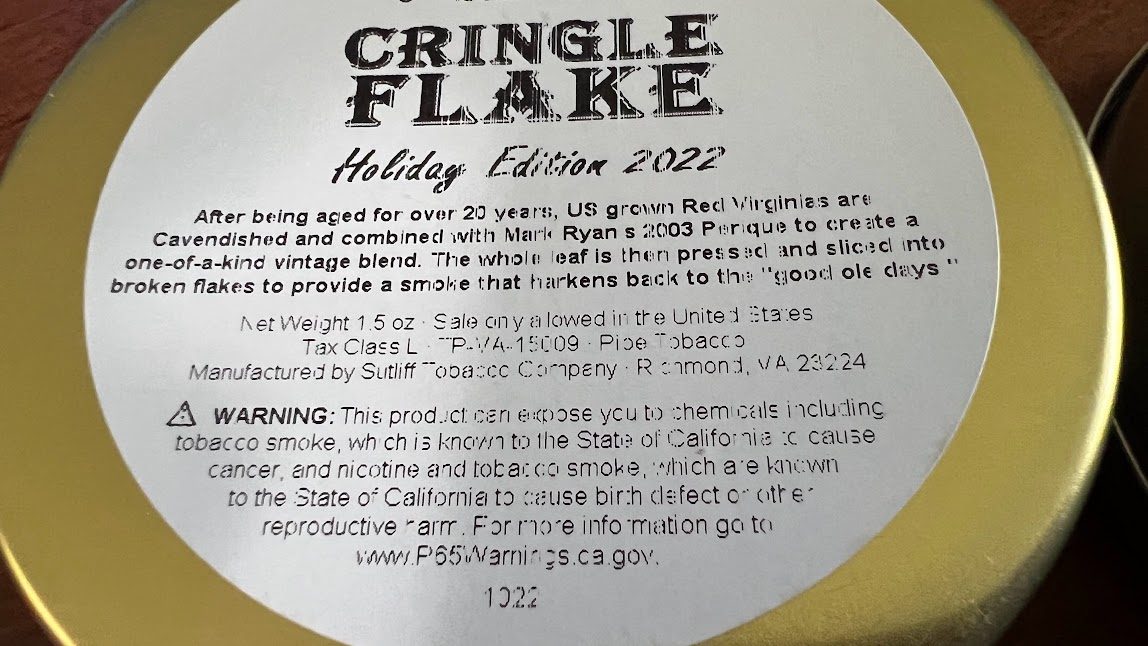 CRINGLE
FLAKE
Holiday Edition 2022
After being aged for over 20 years, US grown Red Virginias are
Cavendished and combined with Mark Ryan s 2003 Perique to create a
one-of-a-kind vintage blend. The whole leaf is then pressed and sliced into
broken flakes to provide a smoke that harkens back to the "good ole days "
Net Weight 1.5 oz · Sale only allowed in the United States
Tax Class L · TP-VA-15009 · Pipe Tobacco
Manufactured by Sutliff Tobacco Company · Richmond, VA 23224
⚠ WARNING: This product can expose you to chemicals including
tobacco smoke, which is known to the State of California to cause
cancer, and nicotine and tobacco smoke, which are known
to the State of California to cause birth defect or other
reproductive harm. For more information go to
www.P65Warnings.ca.gov.
1022